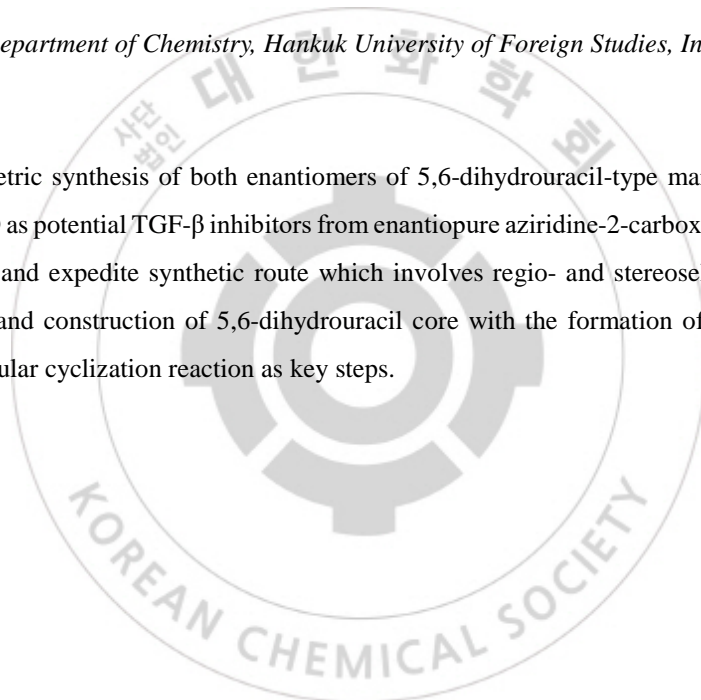 epartment of Chemistry, Hankuk University of Foreign Studies, In
대한화학회
사단
법인
etric synthesis of both enantiomers of 5,6-dihydrouracil-type mar
) as potential TGF-β inhibitors from enantiopure aziridine-2-carbox
and expedite synthetic route which involves regio- and stereosel
and construction of 5,6-dihydrouracil core with the formation of
ular cyclization reaction as key steps.
KOREAN CHEMICAL SOCIETY